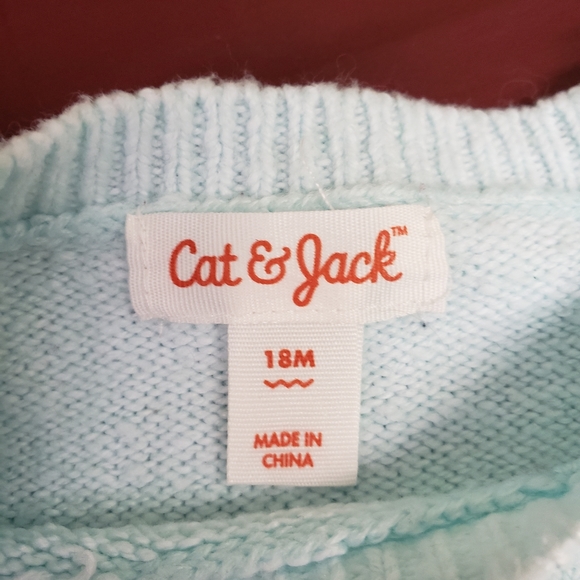 Cat & Jack™
18M
MADE IN
CHINA